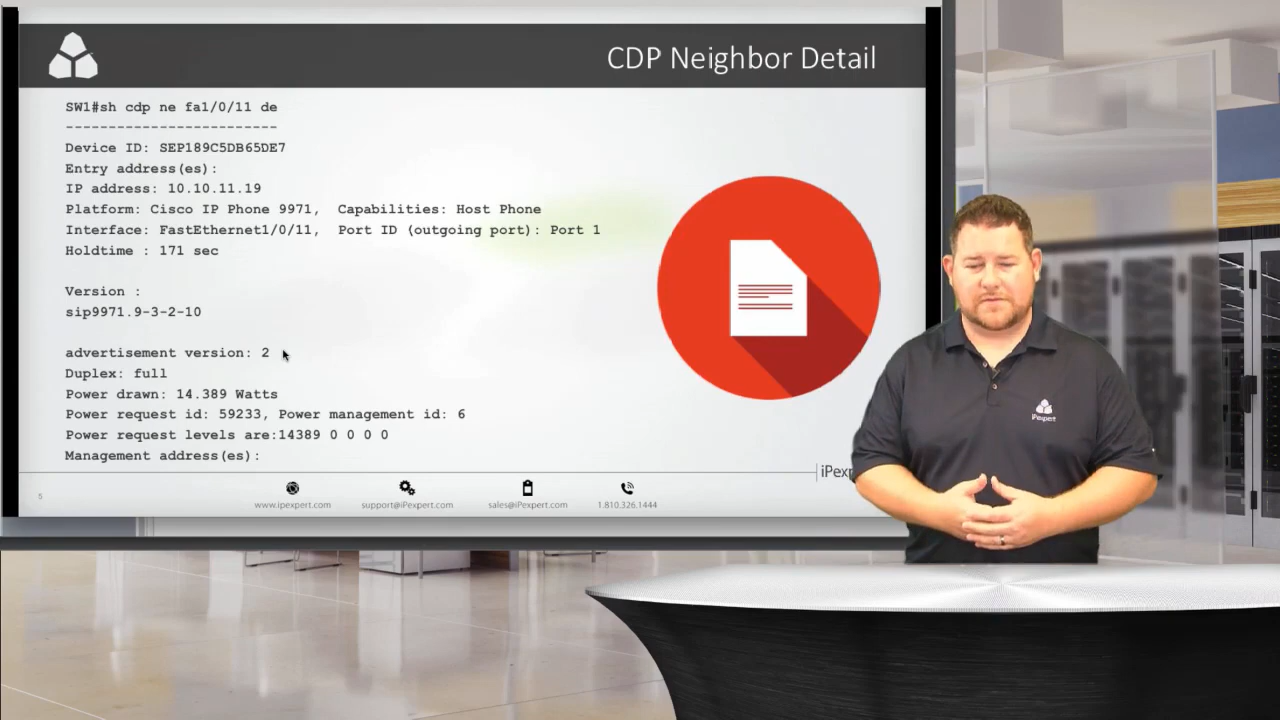 CDP Neighbor Detail
SW1#sh cdp ne fa1/0/11 de
-------------------------
Device ID: SEP189C5DB65DE7
Entry address(es):
IP address: 10.10.11.19
Platform: Cisco IP Phone 9971,  Capabilities: Host Phone
Interface: FastEthernet1/0/11,  Port ID (outgoing port): Port 1
Holdtime : 171 sec
Version :
sip9971.9-3-2-10
advertisement version: 2
Duplex: full
Power drawn: 14.389 Watts
Power request id: 59233, Power management id: 6
Power request levels are:14389 0 0 0 0
Management address(es):
iPexp
5
www.ipexpert.com
support@iPexpert.com
sales@iPexpert.com
1.810.326.1444
iPexpert